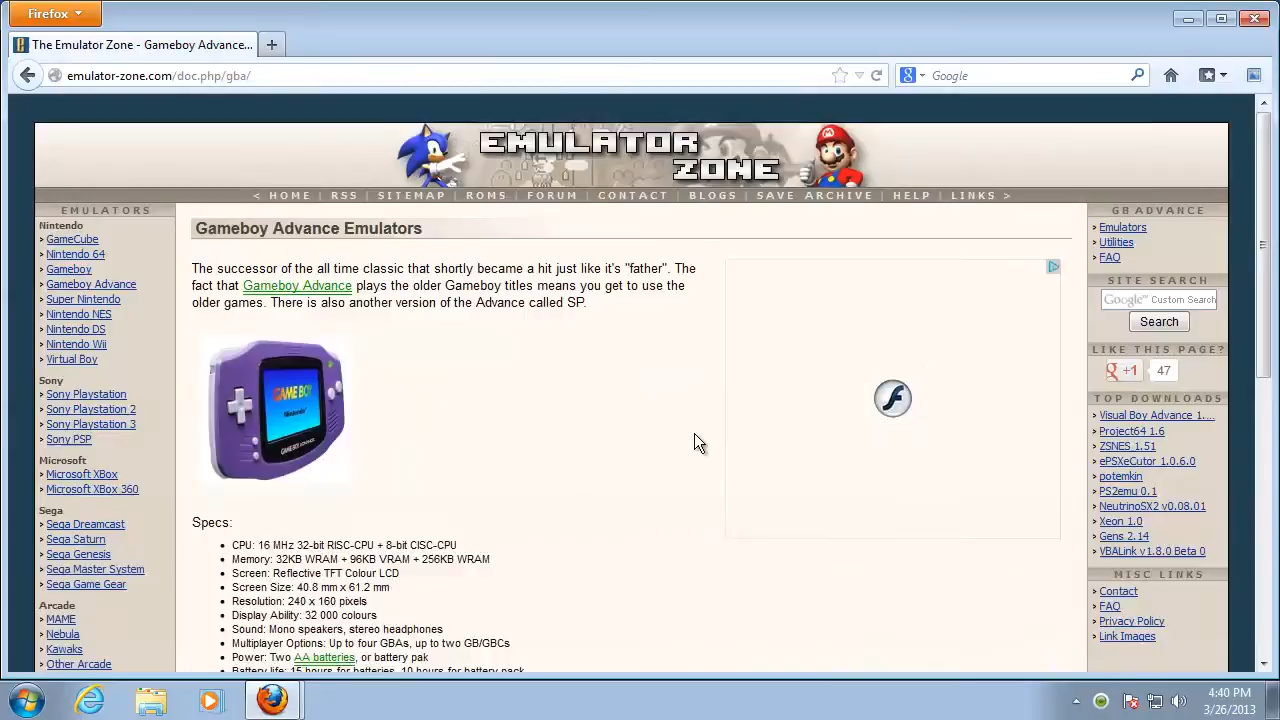 Firefox
The Emulator Zone - Gameboy Advance...
emulator-zone.com/doc.php/gba/
Google
EMULATOR
ZONE
< HOME | RSS | SITEMAP | ROMS | FORUM | CONTACT | BLOGS | SAVE ARCHIVE | HELP | LINKS >
EMULATORS
Nintendo
GameCube
Nintendo 64
Gameboy
Gameboy Advance
Super Nintendo
Nintendo NES
Nintendo DS
Nintendo Wii
Virtual Boy
Sony
Sony Playstation
Sony Playstation 2
Sony Playstation 3
Sony PSP
Microsoft
Microsoft XBox
Microsoft XBox 360
Sega
Sega Dreamcast
Sega Saturn
Sega Genesis
Sega Master System
Sega Game Gear
Arcade
MAME
Nebula
Kawaks
Other Arcade
Gameboy Advance Emulators
The successor of the all time classic that shortly became a hit just like it's "father". The
fact that Gameboy Advance plays the older Gameboy titles means you get to use the
older games. There is also another version of the Advance called SP.
GAME BOY
Nintendo
GAME BOY ADVANCE
Specs:
CPU: 16 MHz 32-bit RISC-CPU + 8-bit CISC-CPU
Memory: 32KB WRAM + 96KB VRAM + 256KB WRAM
Screen: Reflective TFT Colour LCD
Screen Size: 40.8 mm x 61.2 mm
Resolution: 240 x 160 pixels
Display Ability: 32 000 colours
Sound: Mono speakers, stereo headphones
Multiplayer Options: Up to four GBAs, up to two GB/GBCs
Power: Two AA batteries, or battery pak
Battery life: 15 hours for batteries, 10 hours for battery pak
GB ADVANCE
Emulators
Utilities
FAQ
SITE SEARCH
Google™ Custom Search
Search
LIKE THIS PAGE?
g +1 47
TOP DOWNLOADS
Visual Boy Advance 1....
Project64 1.6
ZSNES 1.51
ePSXeCutor 1.0.6.0
potemkin
PS2emu 0.1
NeutrinoSX2 v0.08.01
Xeon 1.0
Gens 2.14
VBALink v1.8.0 Beta 0
MISC LINKS
Contact
FAQ
Privacy Policy
Link Images
4:40 PM
3/26/2013